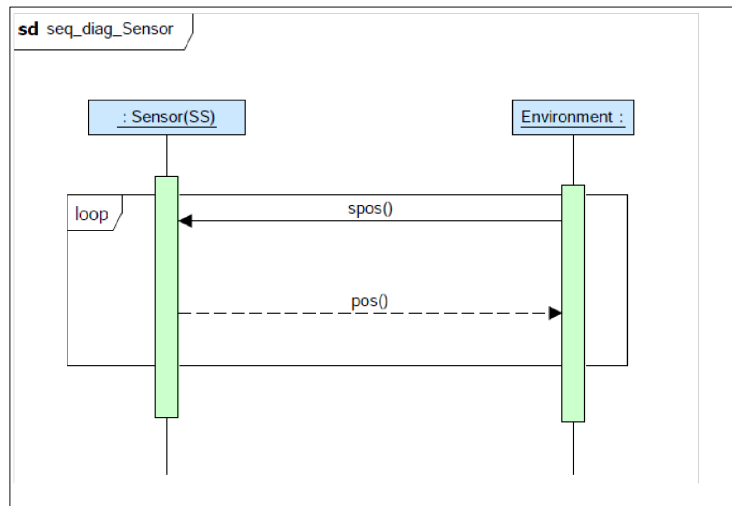 sd seq_diag_Sensor
: Sensor(SS)
Environment :
loop
spos()
pos()